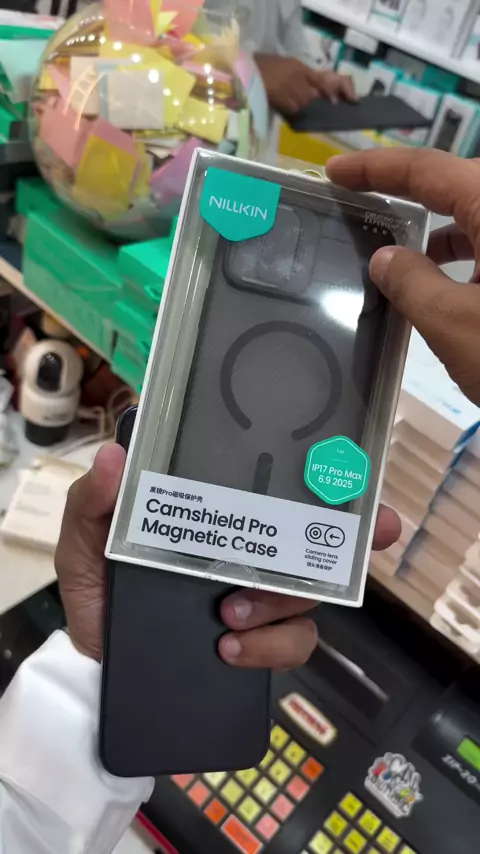 NILLKIN
For
IP17 Pro Max
6.9 2025
黑镜Pro磁吸保护壳
Camshield Pro
Magnetic Case
Camera lens
sliding cover